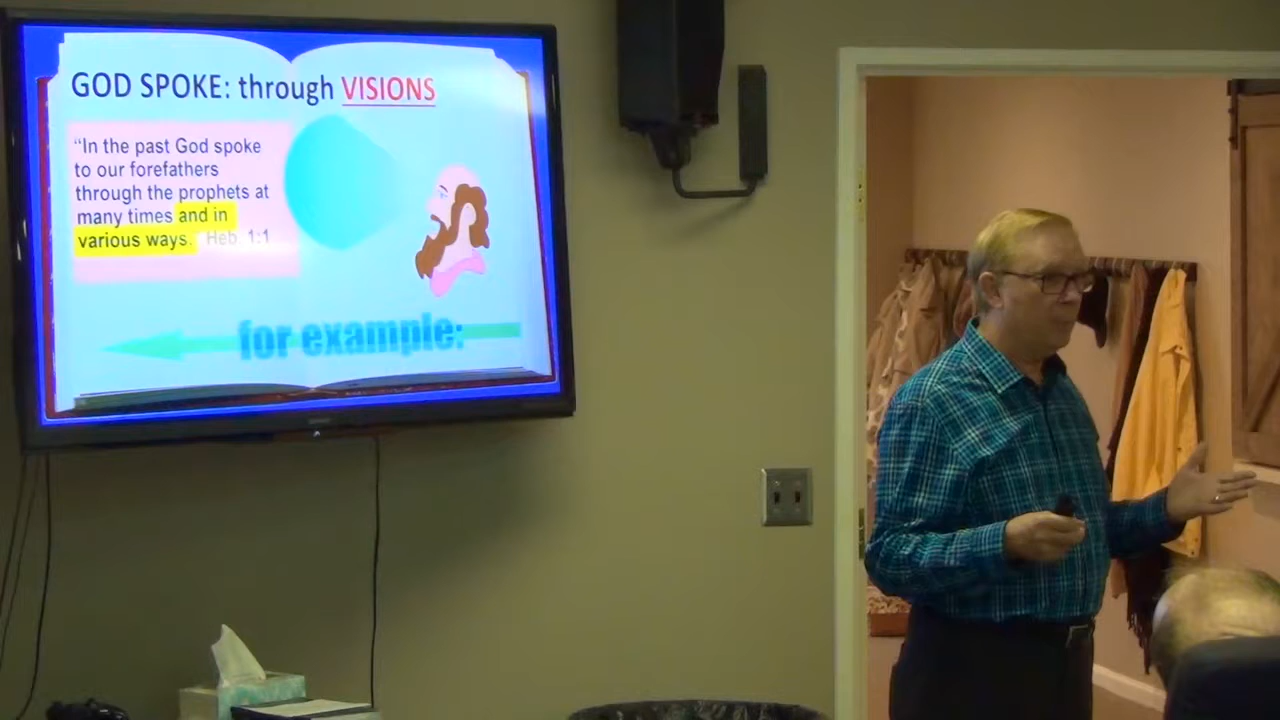 GOD SPOKE: through VISIONS
“In the past God spoke
to our forefathers
through the prophets at
many times and in
various ways. Heb. 1:1
for example: